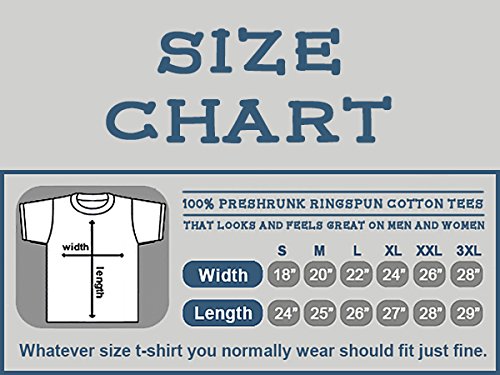 SIZE
CHART
100% PRESHRUNK RINGSPUN COTTON TEES
THAT LOOKS AND FEELS GREAT ON MEN AND WOMEN
S M L XL XXL 3XL
width
length
Width 18" 20" 22" 24" 26" 28"
Length 24" 25" 26" 27" 28" 29"
Whatever size t-shirt you normally wear should fit just fine.